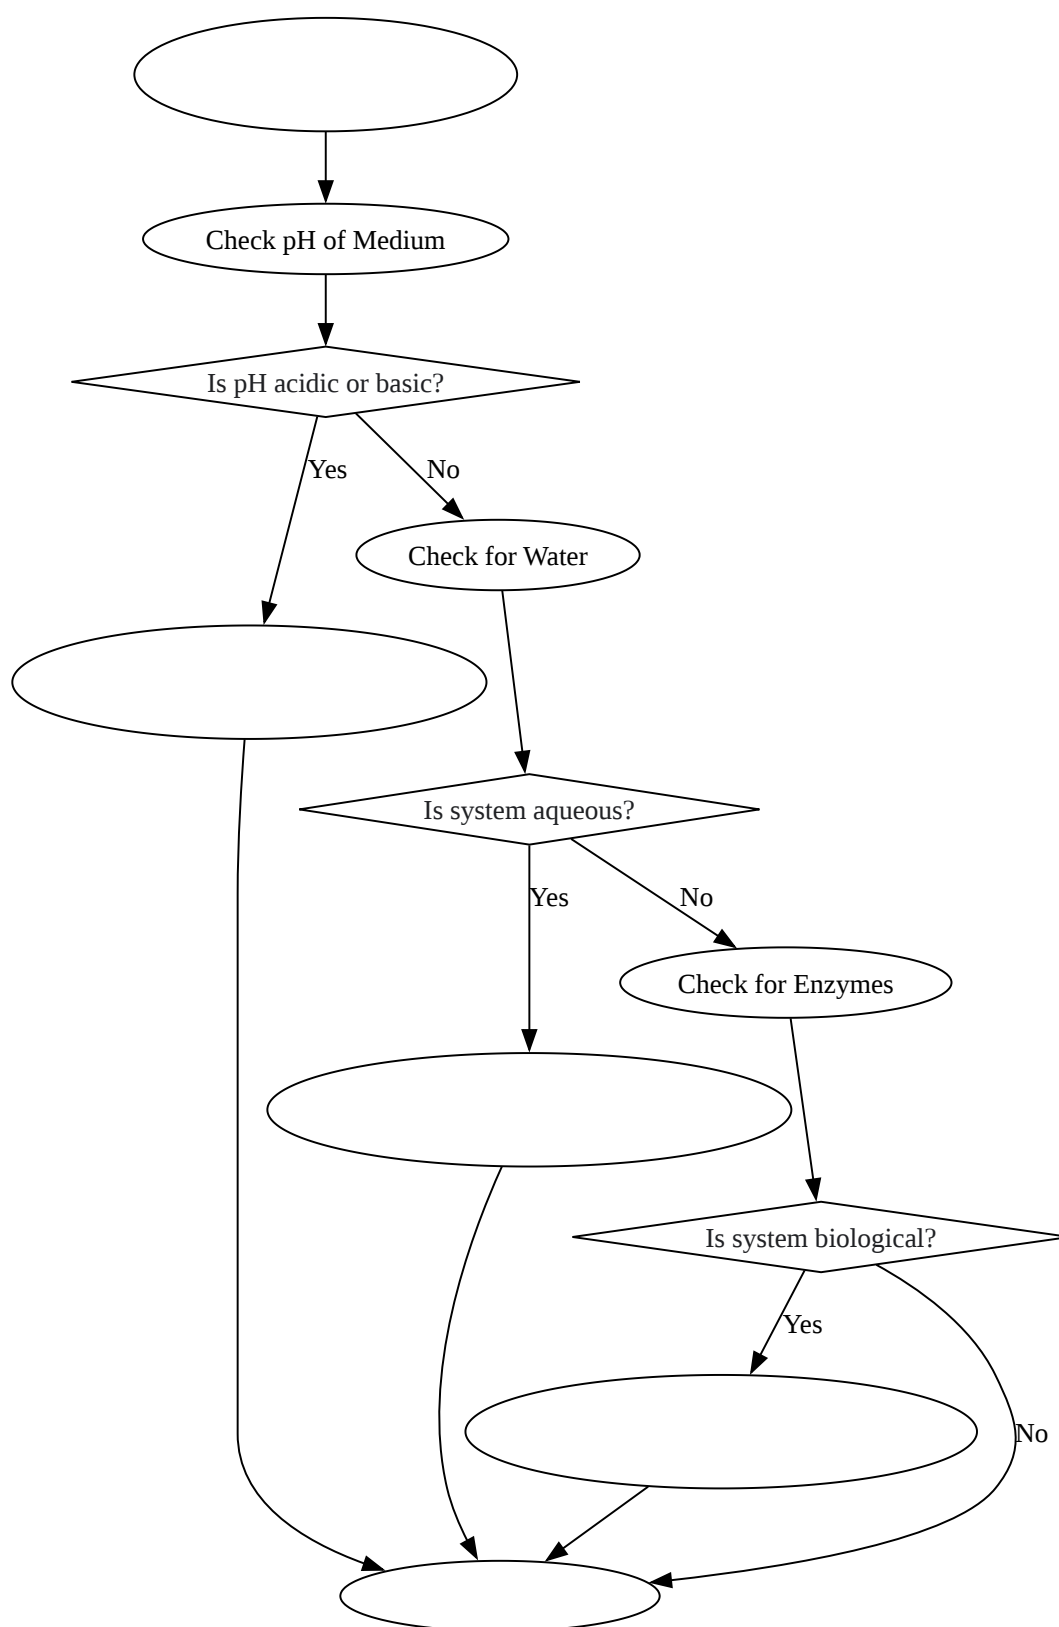 Check pH of Medium
Is pH acidic or basic?
Yes
No
Check for Water
Is system aqueous?
Yes
No
Check for Enzymes
Is system biological?
Yes
No